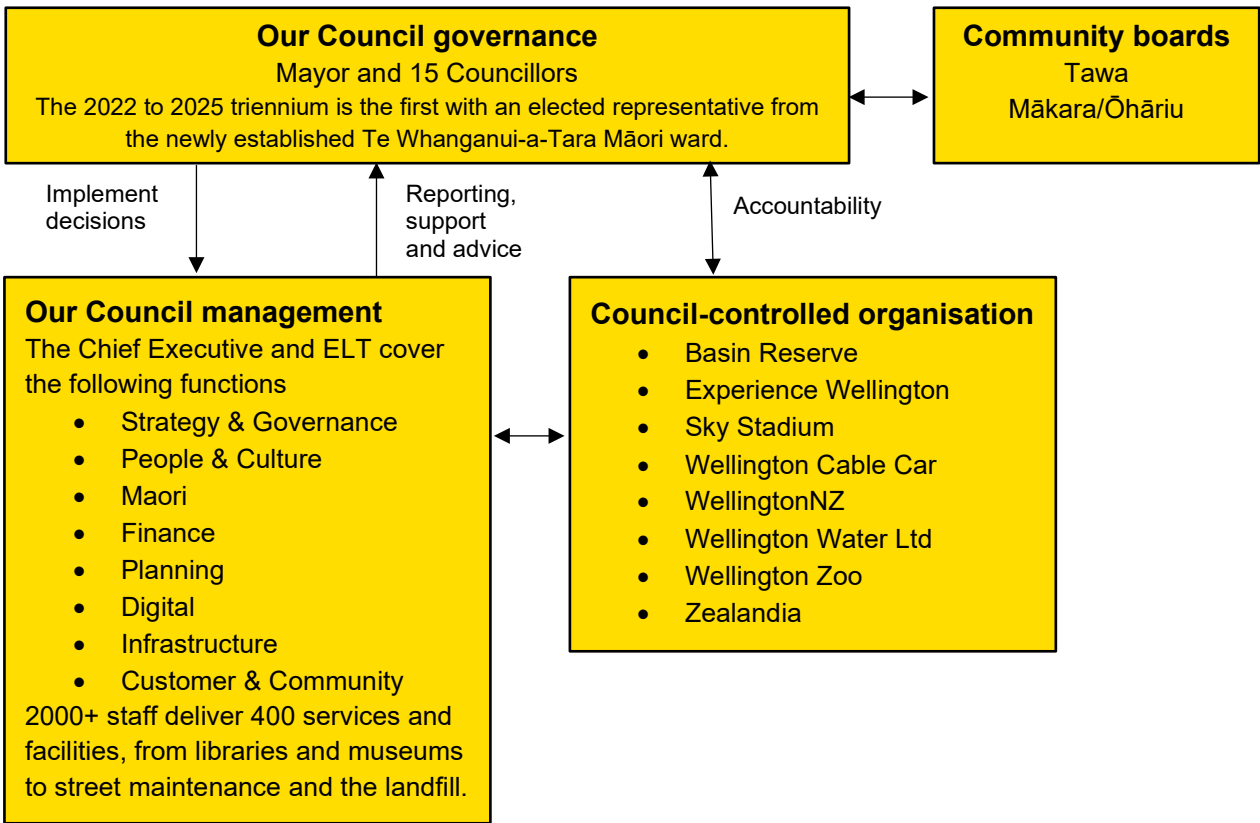 Our Council governance
Mayor and 15 Councillors
The 2022 to 2025 triennium is the first with an elected representative from
the newly established Te Whanganui-a-Tara Māori ward.
Community boards
Tawa
Mākara/Ōhāriu
Implement
decisions
Reporting,
support
and advice
Accountability
Our Council management
The Chief Executive and ELT cover
the following functions
• Strategy & Governance
• People & Culture
• Maori
• Finance
• Planning
• Digital
• Infrastructure
• Customer & Community
2000+ staff deliver 400 services and
facilities, from libraries and museums
to street maintenance and the landfill.
Council-controlled organisation
• Basin Reserve
• Experience Wellington
• Sky Stadium
• Wellington Cable Car
• WellingtonNZ
• Wellington Water Ltd
• Wellington Zoo
• Zealandia